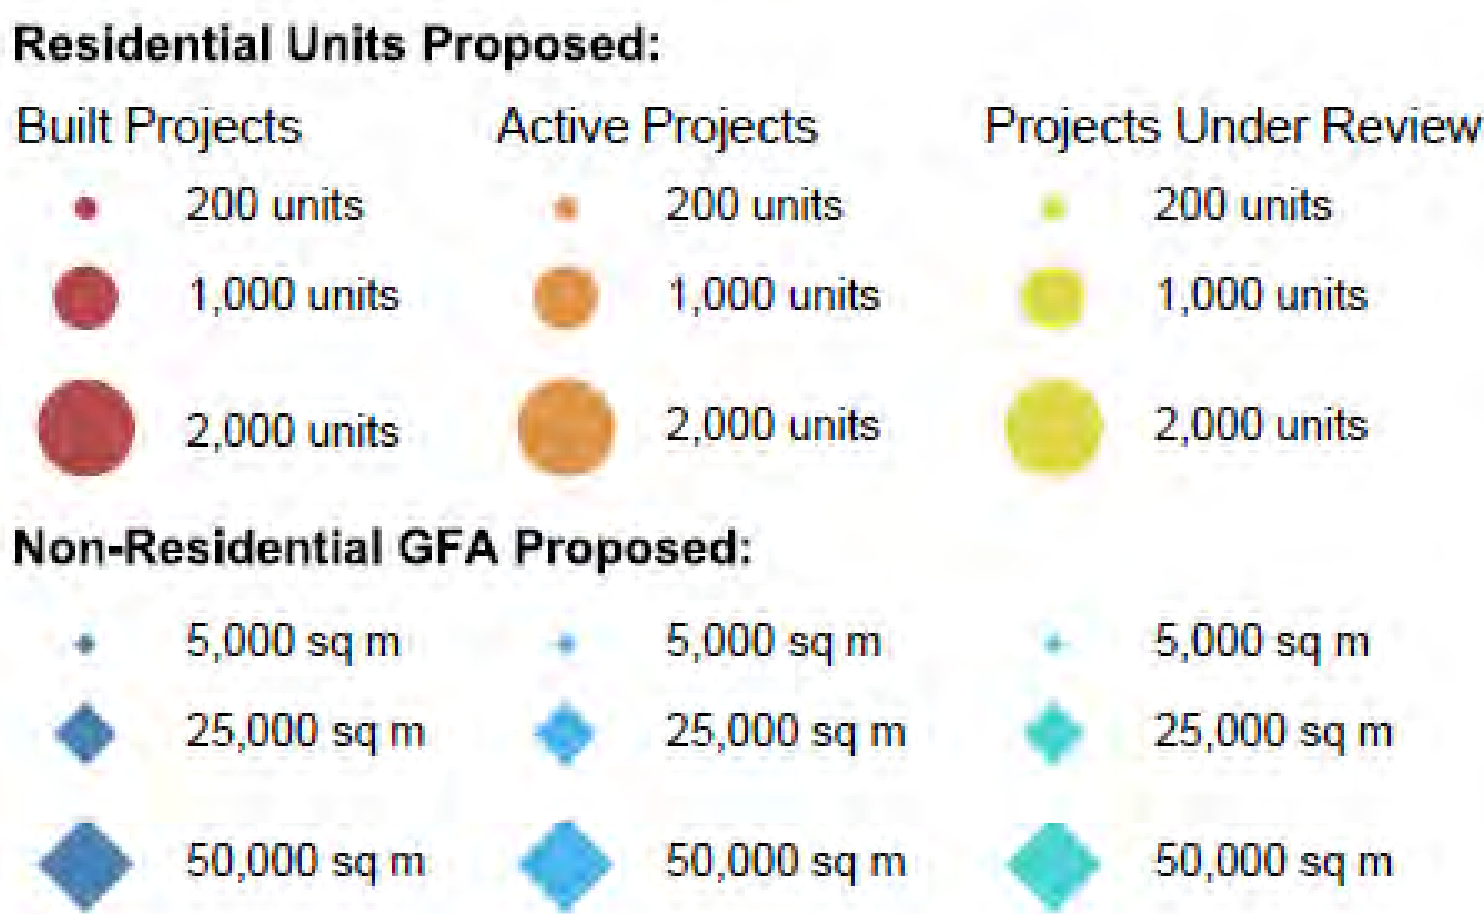 Residential Units Proposed:
Built Projects Active Projects Projects Under Review
200 units 200 units 200 units
1,000 units 1,000 units 1,000 units
2,000 units 2,000 units 2,000 units
Non-Residential GFA Proposed:
5,000 sq m 5,000 sq m 5,000 sq m
25,000 sq m 25,000 sq m 25,000 sq m
50,000 sq m 50,000 sq m 50,000 sq m